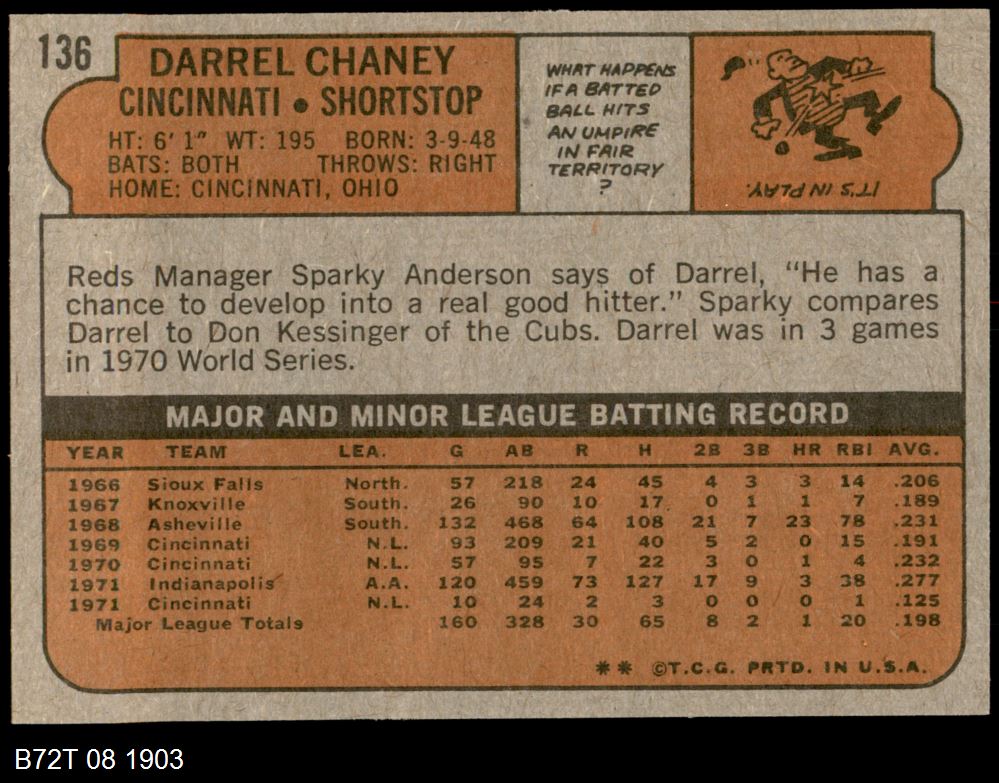 136
DARREL CHANEY
CINCINNATI • SHORTSTOP
HT: 6' 1" WT: 195 BORN: 3-9-48
BATS: BOTH THROWS: RIGHT
HOME: CINCINNATI, OHIO
WHAT HAPPENS
IF A BATTED
BALL HITS
AN UMPIRE
IN FAIR
TERRITORY
?
IT'S IN PLAY.
Reds Manager Sparky Anderson says of Darrel, “He has a
chance to develop into a real good hitter.” Sparky compares
Darrel to Don Kessinger of the Cubs. Darrel was in 3 games
in 1970 World Series.
MAJOR AND MINOR LEAGUE BATTING RECORD
YEAR TEAM LEA. G AB R H 2B 3B HR RBI AVG.
1966 Sioux Falls North. 57 218 24 45 4 3 3 14 .206
1967 Knoxville South. 26 90 10 17 0 1 1 7 .189
1968 Asheville South. 132 468 64 108 21 7 23 78 .231
1969 Cincinnati N.L. 93 209 21 40 5 2 0 15 .191
1970 Cincinnati N.L. 57 95 7 22 3 0 1 4 .232
1971 Indianapolis A.A. 120 459 73 127 17 9 3 38 .277
1971 Cincinnati N.L. 10 24 2 3 0 0 0 1 .125
Major League Totals 160 328 30 65 8 2 1 20 .198
** ©T.C.G. PRTD. IN U.S.A.
B72T 08 1903